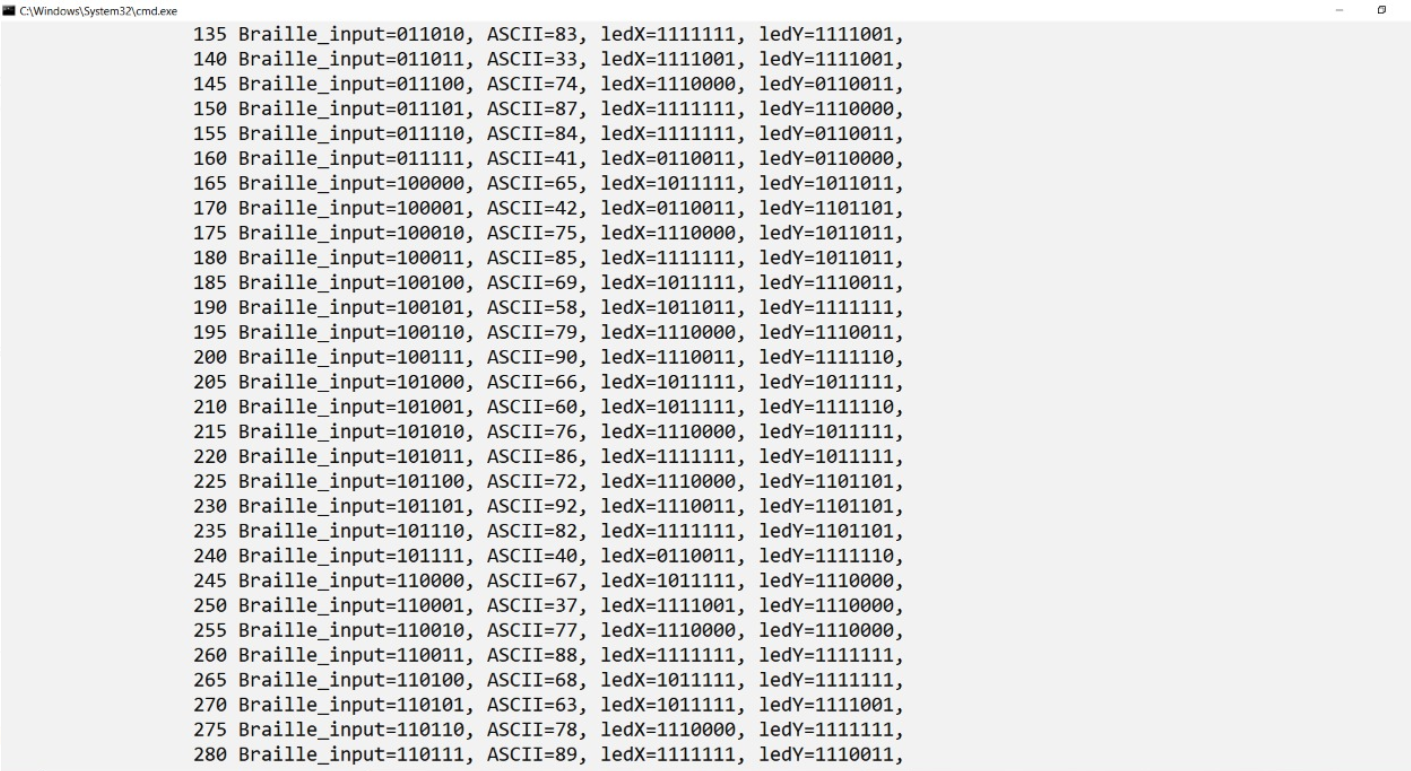 C:\Windows\System32\cmd.exe
135 Braille_input=011010, ASCII=83, ledX=1111111, ledY=1111001,
140 Braille_input=011011, ASCII=33, ledX=1111001, ledY=1111001,
145 Braille_input=011100, ASCII=74, ledX=1110000, ledY=0110011,
150 Braille_input=011101, ASCII=87, ledX=1111111, ledY=1110000,
155 Braille_input=011110, ASCII=84, ledX=1111111, ledY=0110011,
160 Braille_input=011111, ASCII=41, ledX=0110011, ledY=0110000,
165 Braille_input=100000, ASCII=65, ledX=1011111, ledY=1011011,
170 Braille_input=100001, ASCII=42, ledX=0110011, ledY=1101101,
175 Braille_input=100010, ASCII=75, ledX=1110000, ledY=1011011,
180 Braille_input=100011, ASCII=85, ledX=1111111, ledY=1011011,
185 Braille_input=100100, ASCII=69, ledX=1011111, ledY=1110011,
190 Braille_input=100101, ASCII=58, ledX=1011011, ledY=1111111,
195 Braille_input=100110, ASCII=79, ledX=1110000, ledY=1110011,
200 Braille_input=100111, ASCII=90, ledX=1110011, ledY=1111110,
205 Braille_input=101000, ASCII=66, ledX=1011111, ledY=1011111,
210 Braille_input=101001, ASCII=60, ledX=1011111, ledY=1111110,
215 Braille_input=101010, ASCII=76, ledX=1110000, ledY=1011111,
220 Braille_input=101011, ASCII=86, ledX=1111111, ledY=1011111,
225 Braille_input=101100, ASCII=72, ledX=1110000, ledY=1101101,
230 Braille_input=101101, ASCII=92, ledX=1110011, ledY=1101101,
235 Braille_input=101110, ASCII=82, ledX=1111111, ledY=1101101,
240 Braille_input=101111, ASCII=40, ledX=0110011, ledY=1111110,
245 Braille_input=110000, ASCII=67, ledX=1011111, ledY=1110000,
250 Braille_input=110001, ASCII=37, ledX=1111001, ledY=1110000,
255 Braille_input=110010, ASCII=77, ledX=1110000, ledY=1110000,
260 Braille_input=110011, ASCII=88, ledX=1111111, ledY=1111111,
265 Braille_input=110100, ASCII=68, ledX=1011111, ledY=1111111,
270 Braille_input=110101, ASCII=63, ledX=1011111, ledY=1111001,
275 Braille_input=110110, ASCII=78, ledX=1110000, ledY=1111111,
280 Braille_input=110111, ASCII=89, ledX=1111111, ledY=1110011,